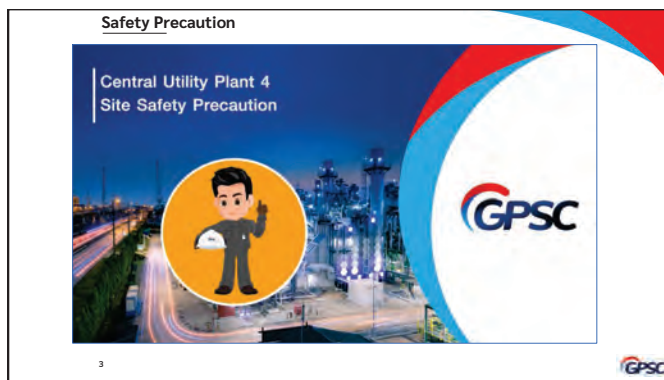 Safety Precaution
Central Utility Plant 4
Site Safety Precaution
GPSC
3
GPSC